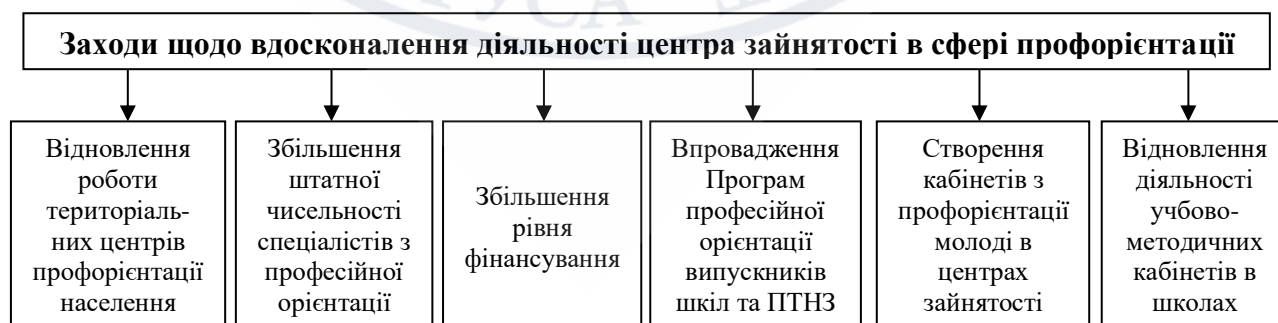 Заходи щодо вдосконалення діяльності центра зайнятості в сфері профорієнтації
Відновлення
роботи
територіаль-
них центрів
профорієнтації
населення
Збільшення
штатної
чисельності
спеціалістів з
професійної
орієнтації
Збільшення
рівня
фінансування
Впровадження
Програм
професійної
орієнтації
випускників
шкіл та ПТНЗ
Створення
кабінетів з
профорієнтації
молоді в
центрах
зайнятості
Відновлення
діяльності
учбово-
методичних
кабінетів в
школах